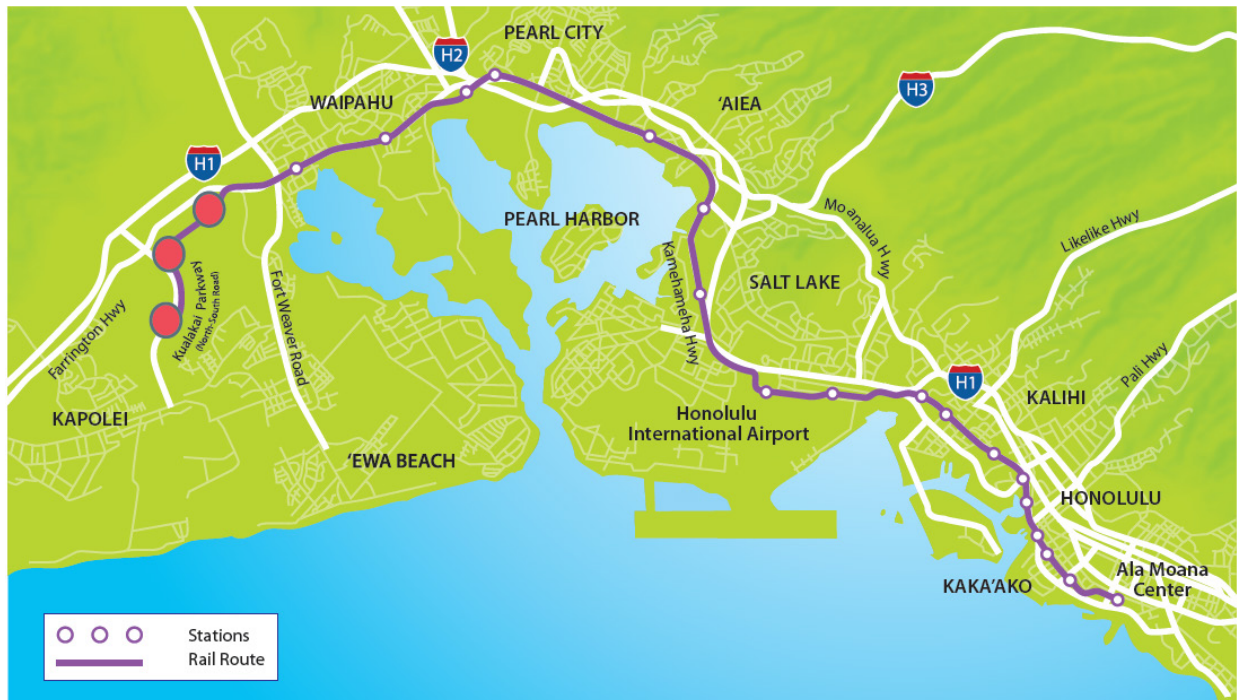 PEARL CITY
H2
WAIPAHU
'AIEA
H3
H1
PEARL HARBOR
Moanalua Hwy
Likelike Hwy
Kamehameha Hwy
SALT LAKE
Kualakai Parkway
(North-South Road)
Fort Weaver Road
Farrington Hwy
Pali Hwy
H1
KALIHI
KAPOLEI
Honolulu
International Airport
'EWA BEACH
HONOLULU
KAKA'AKO
Ala Moana
Center
Stations
Rail Route